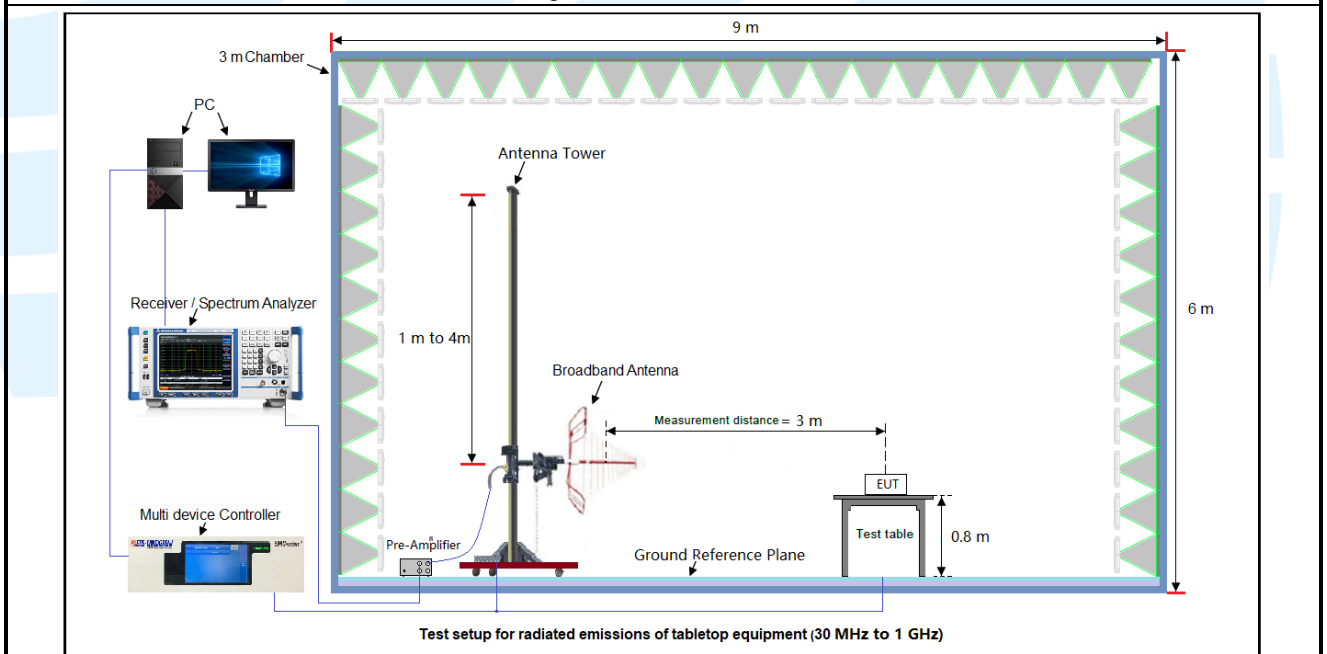 9 m
3 m Chamber
PC
Antenna Tower
Receiver / Spectrum Analyzer
1 m to 4m
6 m
Broadband Antenna
Measurement distance = 3 m
EUT
Multi device Controller
Pre-Amplifier
Test table
0.8 m
Ground Reference Plane
Test setup for radiated emissions of tabletop equipment (30 MHz to 1 GHz)